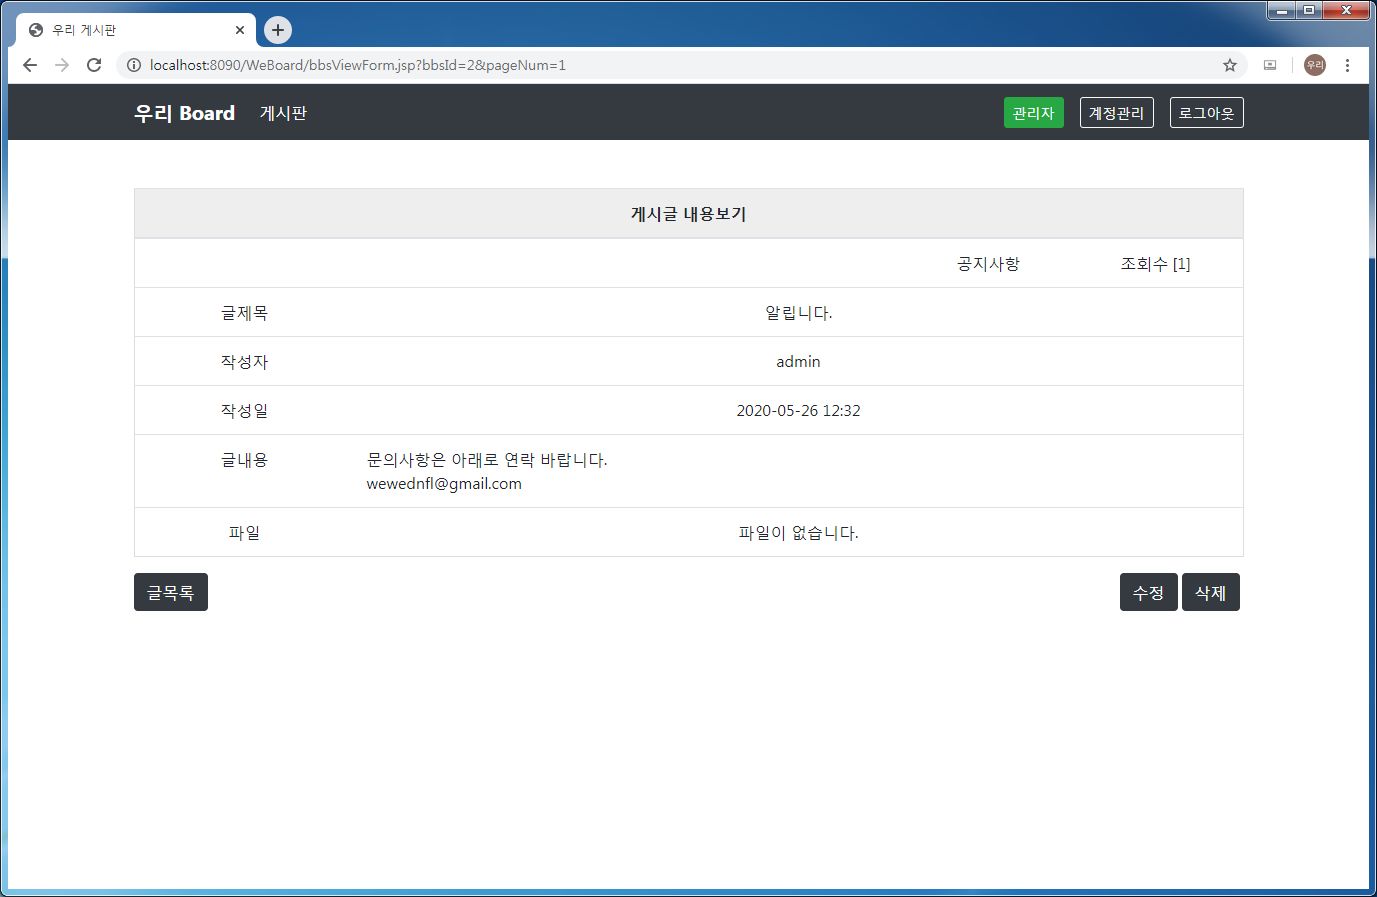 우리 게시판
localhost:8090/WeBoard/bbsViewForm.jsp?bbsId=2&pageNum=1
우리
우리 Board 게시판 관리자 계정관리 로그아웃
게시글 내용보기
공지사항 조회수 [1]
글제목 알립니다.
작성자 admin
작성일 2020-05-26 12:32
글내용 문의사항은 아래로 연락 바랍니다.
wewednfl@gmail.com
파일 파일이 없습니다.
글목록 수정 삭제